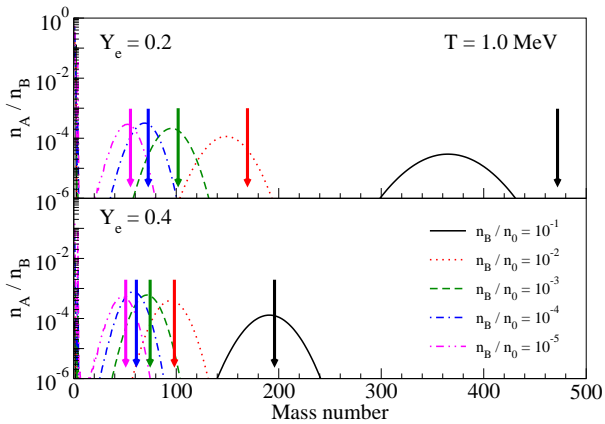 10⁰
Y_e = 0.2
T = 1.0 MeV
10⁻²
n_A / n_B
10⁻⁴
10⁻⁶
Y_e = 0.4
10⁻²
n_A / n_B
10⁻⁴
10⁻⁶
n_B / n_0 = 10⁻¹
n_B / n_0 = 10⁻²
n_B / n_0 = 10⁻³
n_B / n_0 = 10⁻⁴
n_B / n_0 = 10⁻⁵
0 100 200 300 400 500
Mass number